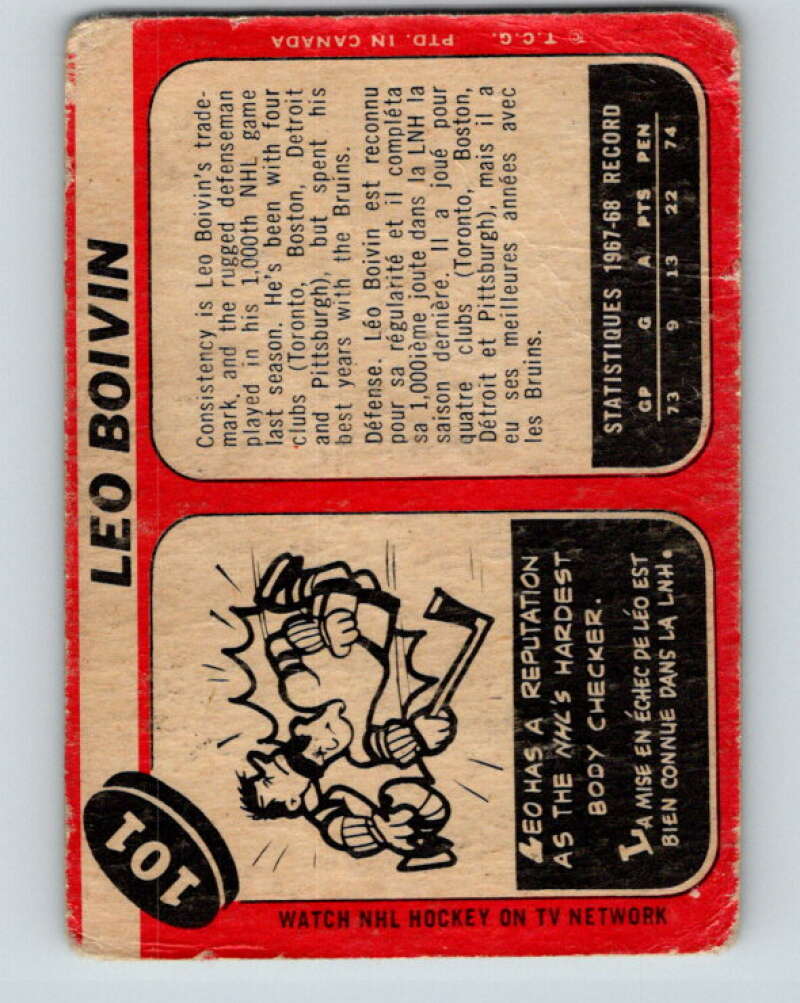 101
LEO BOIVIN
LEO HAS A REPUTATION
AS THE NHL'S HARDEST
BODY CHECKER.
LA MISE EN ÉCHEC DE LÉO EST
BIEN CONNUE DANS LA LNH.
WATCH NHL HOCKEY ON TV NETWORK
Consistency is Leo Boivin's trade-
mark, and the rugged defenseman
played in his 1,000th NHL game
last season. He's been with four
clubs (Toronto, Boston, Detroit
and Pittsburgh), but spent his
best years with the Bruins.
Défense. Léo Boivin est reconnu
pour sa régularité et il compléta
sa 1,000ième joute dans la LNH la
saison dernière. Il a joué pour
quatre clubs (Toronto, Boston,
Détroit et Pittsburgh), mais il a
eu ses meilleures années avec
les Bruins.
STATISTIQUES 1967-68 RECORD
GP G A PTS PEN
73 9 13 22 74
© T.C.G. PTD. IN CANADA